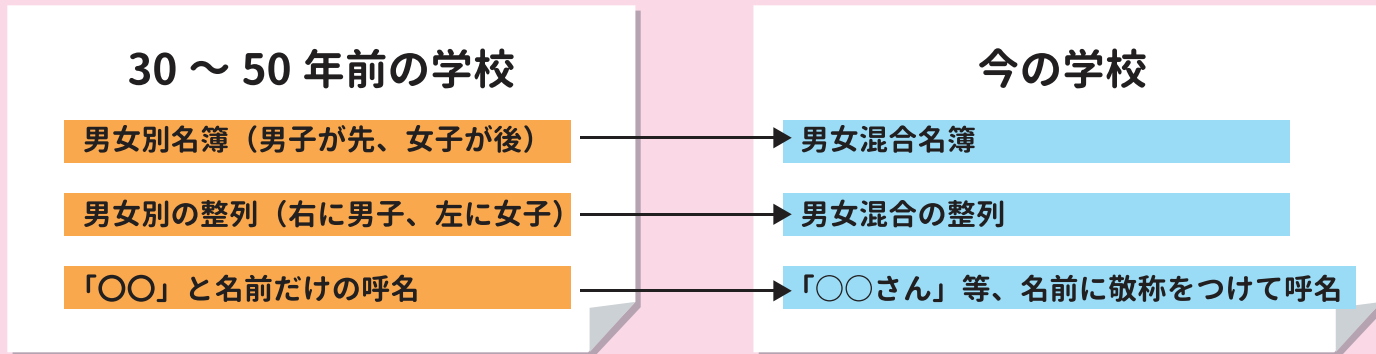 30 〜 50 年前の学校
男女別名簿（男子が先、女子が後）
男女別の整列（右に男子、左に女子）
「〇〇」と名前だけの呼名
今の学校
男女混合名簿
男女混合の整列
「○○さん」等、名前に敬称をつけて呼名